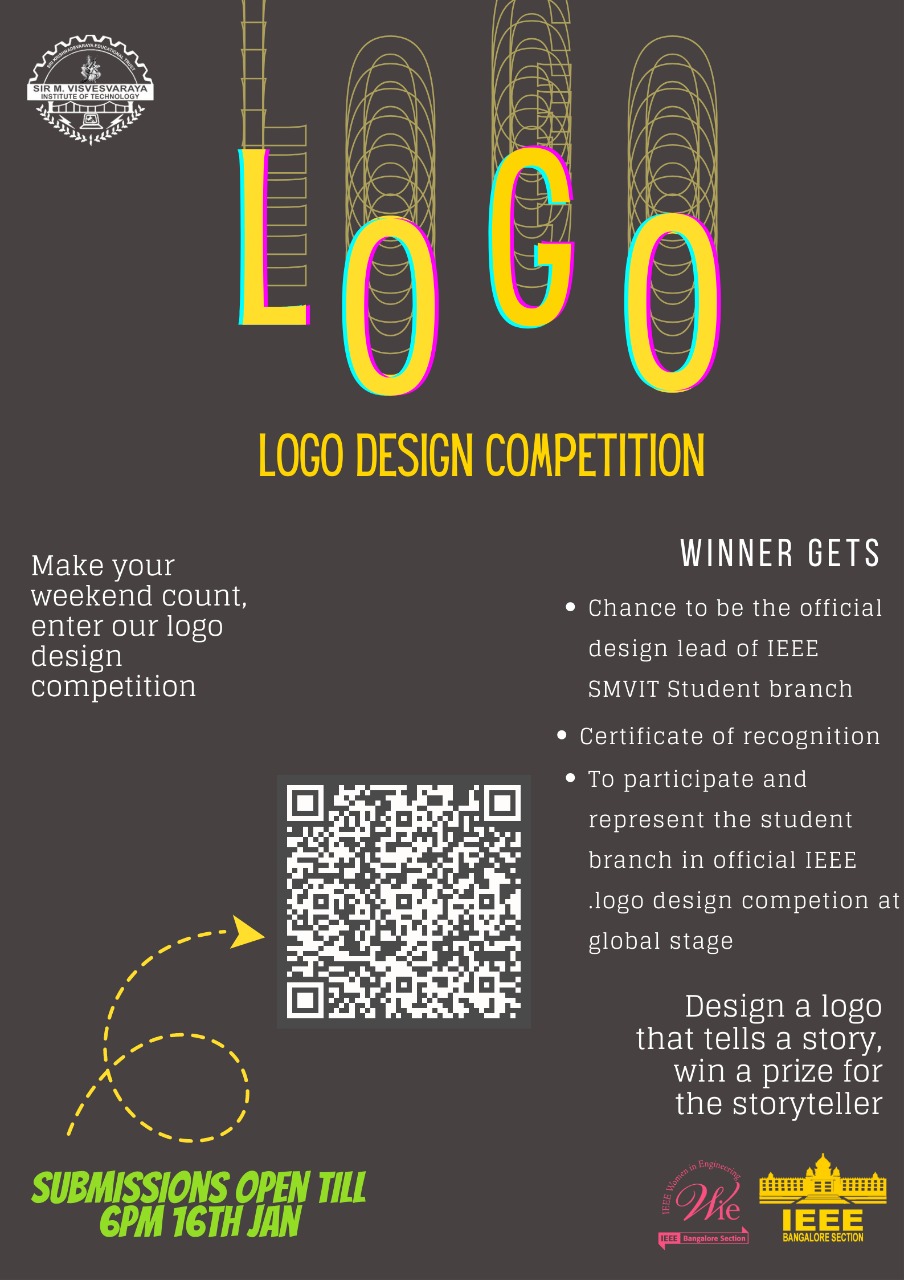 SRI KRISHNADEVARAYA EDUCATIONAL TRUST
SIR M. VISVESVARAYA
INSTITUTE OF TECHNOLOGY
LOGO
LOGO DESIGN COMPETITION
Make your
weekend count,
enter our logo
design
competition
WINNER GETS
Chance to be the official
design lead of IEEE
SMVIT Student branch
Certificate of recognition
To participate and
represent the student
branch in official IEEE
.logo design competion at
global stage
Design a logo
that tells a story,
win a prize for
the storyteller
SUBMISSIONS OPEN TILL
6PM 16TH JAN
IEEE Women in Engineering
Wie
IEEE Bangalore Section
IEEE
BANGALORE SECTION